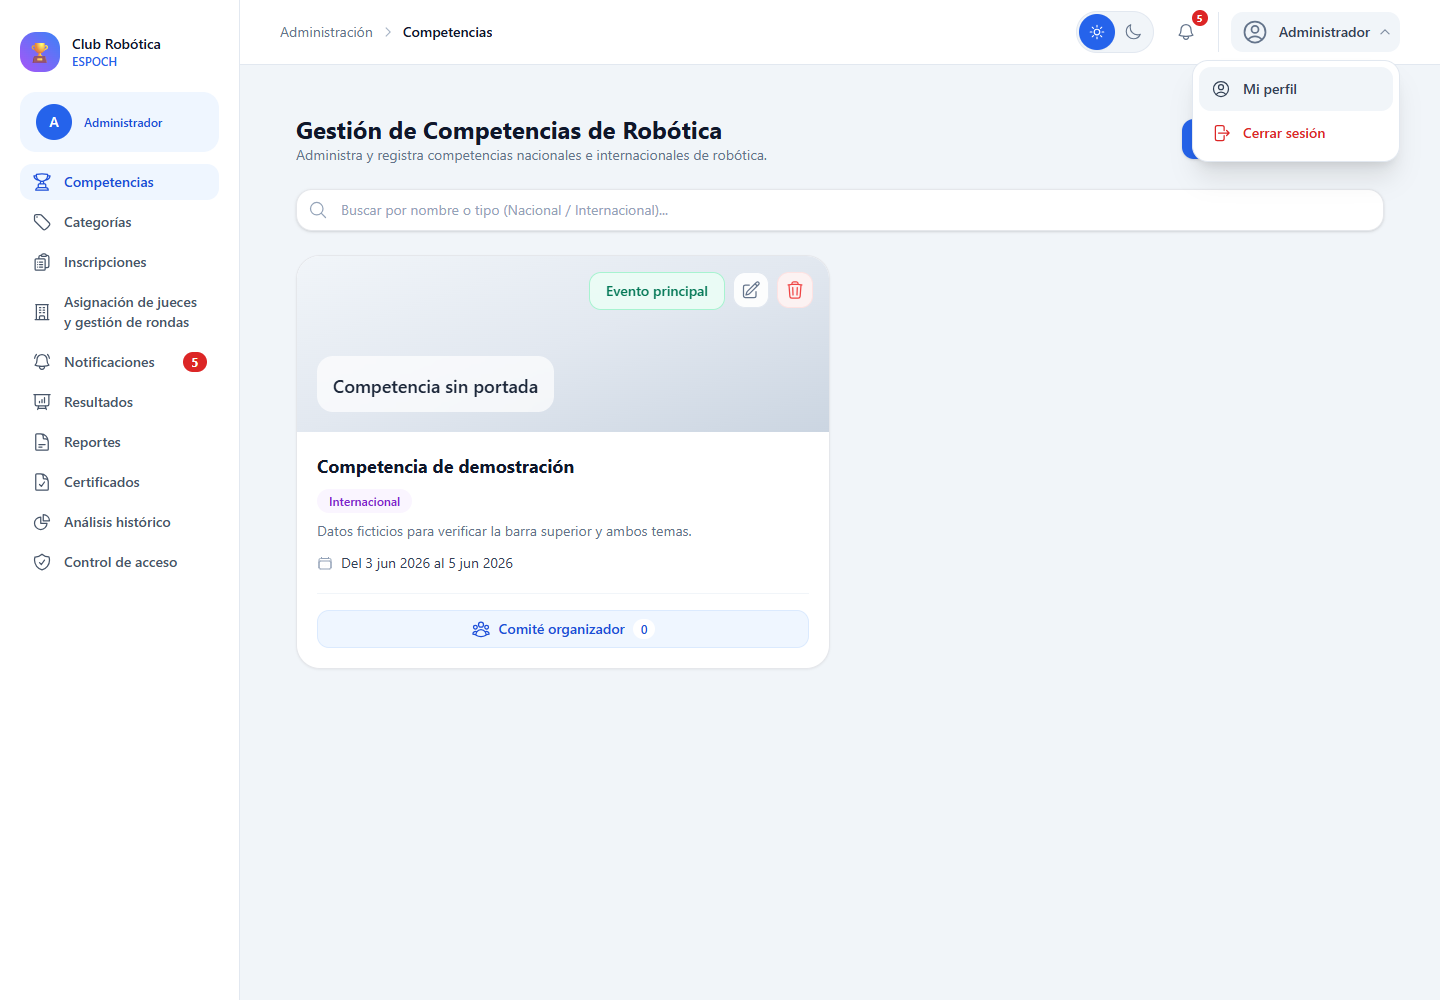 Club Robótica
ESPOCH
A
Administrador
Competencias
Categorías
Inscripciones
Asignación de jueces
y gestión de rondas
Notificaciones
5
Resultados
Reportes
Certificados
Análisis histórico
Control de acceso
Administración
Competencias
5
Administrador
Mi perfil
Cerrar sesión
Gestión de Competencias de Robótica
Administra y registra competencias nacionales e internacionales de robótica.
Buscar por nombre o tipo (Nacional / Internacional)...
Evento principal
Competencia sin portada
Competencia de demostración
Internacional
Datos ficticios para verificar la barra superior y ambos temas.
Del 3 jun 2026 al 5 jun 2026
Comité organizador 0